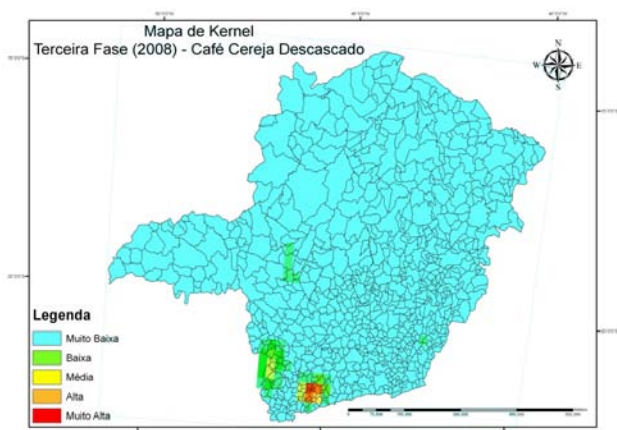 Mapa de Kernel
Terceira Fase (2008) - Café Cereja Descascado
N
W E
S
Legenda
Muito Baixa
Baixa
Média
Alta
Muito Alta